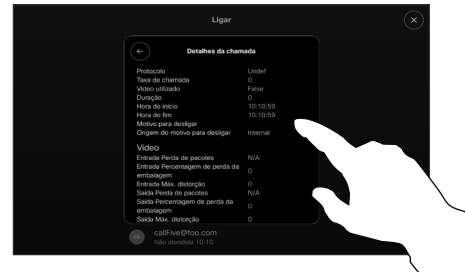 Ligar
Detalhes da chamada
Protocolo Undef
Taxa de chamada 0
Vídeo utilizado False
Duração 0
Hora de início 10:10:59
Hora de fim 10:10:59
Motivo para desligar
Origem do motivo para desligar Internal
Vídeo
Entrada Perda de pacotes N/A
Entrada Percentagem de perda da
embalagem 0
Entrada Máx. distorção 0
Saída Perda de pacotes N/A
Saída Percentagem de perda da
embalagem 0
Saída Máx. distorção 0
callFive@foo.com
Não atendida 10:10